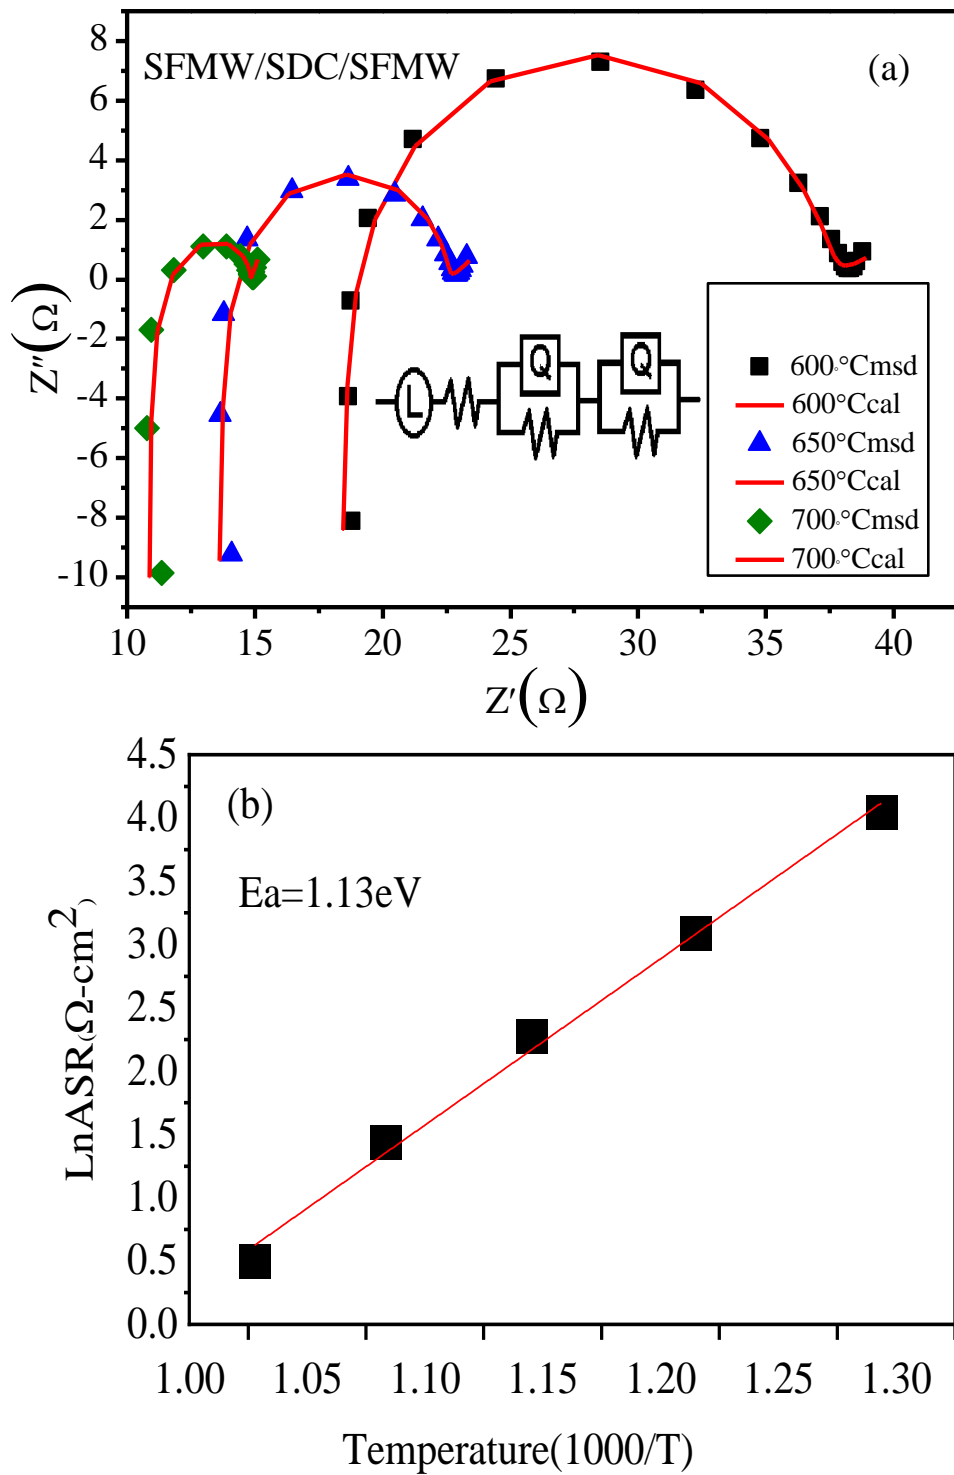 8
6
4
2
0
-2
-4
-6
-8
-10
Z″(Ω)
SFMW/SDC/SFMW
(a)
L
Q
Q
600·°Cmsd
600°Ccal
650°Cmsd
650°Ccal
700·°Cmsd
700·°Ccal
10 15 20 25 30 35 40
Z′(Ω)
4.5
4.0
3.5
3.0
2.5
2.0
1.5
1.0
0.5
0.0
LnASR(Ω-cm²)
(b)
Ea=1.13eV
1.00 1.05 1.10 1.15 1.20 1.25 1.30
Temperature(1000/T)